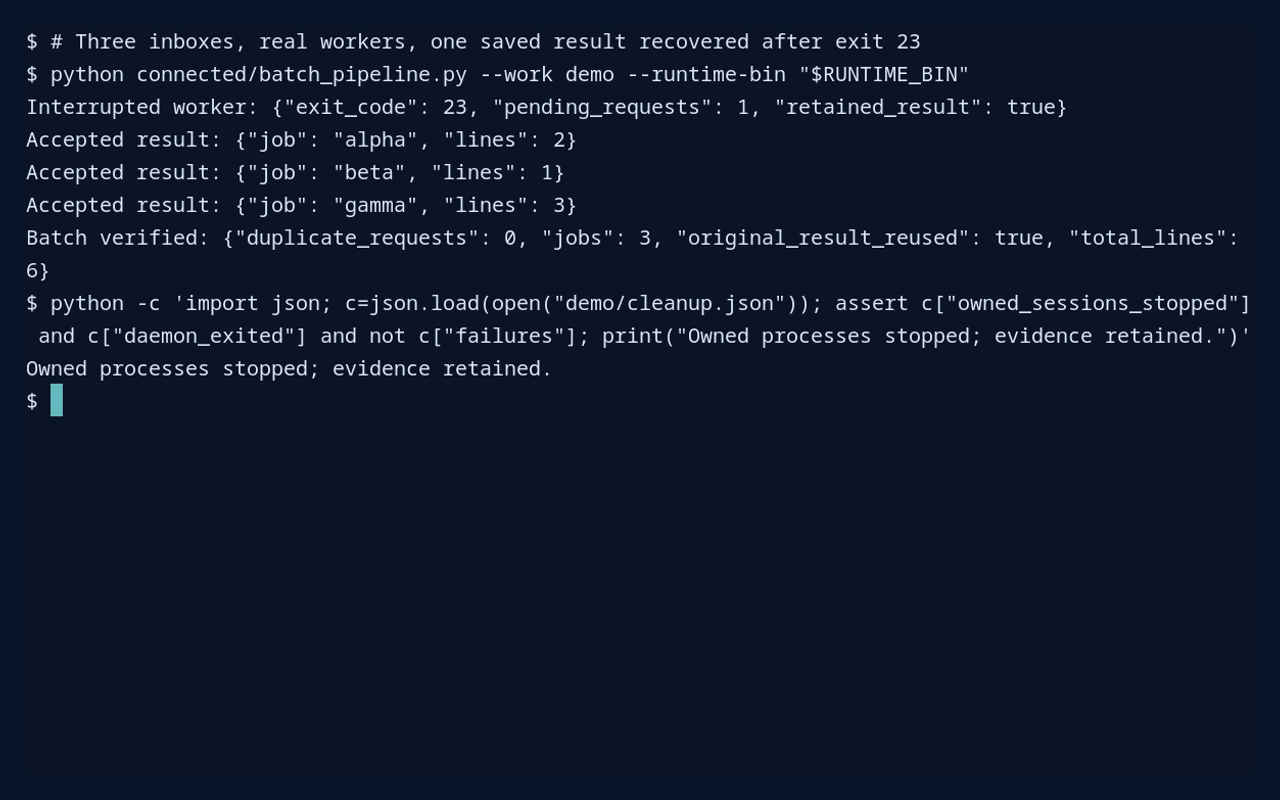 $ # Three inboxes, real workers, one saved result recovered after exit 23
$ python connected/batch_pipeline.py --work demo --runtime-bin "$RUNTIME_BIN"
Interrupted worker: {"exit_code": 23, "pending_requests": 1, "retained_result": true}
Accepted result: {"job": "alpha", "lines": 2}
Accepted result: {"job": "beta", "lines": 1}
Accepted result: {"job": "gamma", "lines": 3}
Batch verified: {"duplicate_requests": 0, "jobs": 3, "original_result_reused": true, "total_lines":
6}
$ python -c 'import json; c=json.load(open("demo/cleanup.json")); assert c["owned_sessions_stopped"]
 and c["daemon_exited"] and not c["failures"]; print("Owned processes stopped; evidence retained.")'
Owned processes stopped; evidence retained.
$